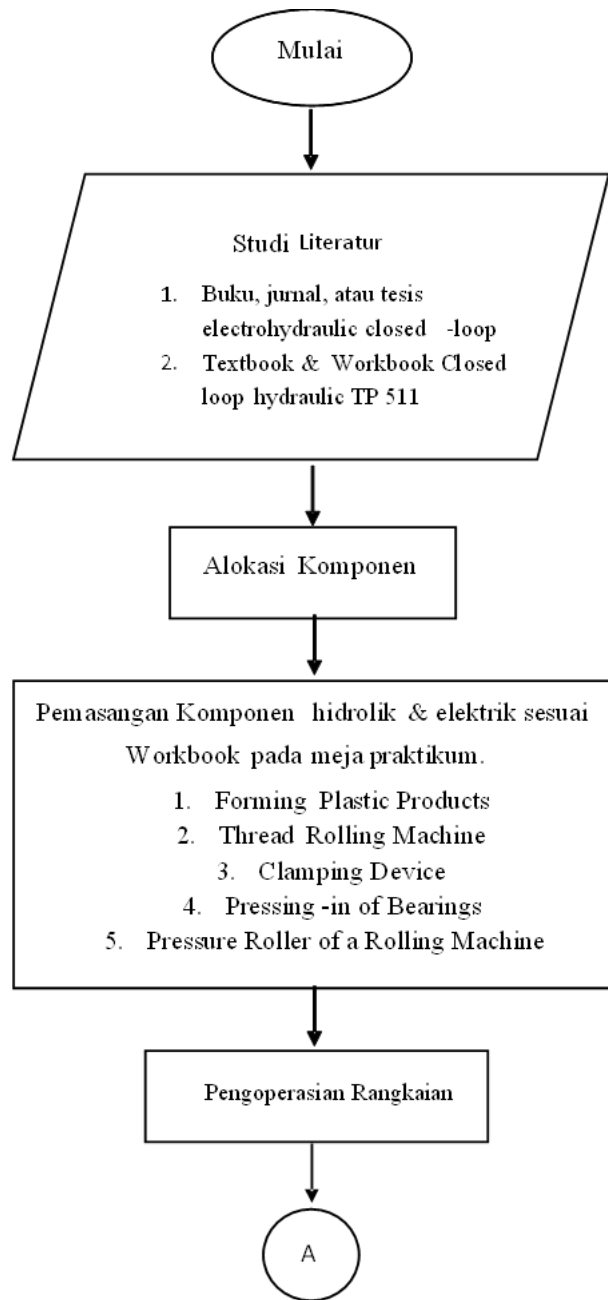 Mulai
Studi Literatur
1. Buku, jurnal, atau tesis
electrohydraulic closed -loop
2. Textbook & Workbook Closed
loop hydraulic TP 511
Alokasi Komponen
Pemasangan Komponen hidrolik & elektrik sesuai
Workbook pada meja praktikum.
1. Forming Plastic Products
2. Thread Rolling Machine
3. Clamping Device
4. Pressing -in of Bearings
5. Pressure Roller of a Rolling Machine
Pengoperasian Rangkaian
A